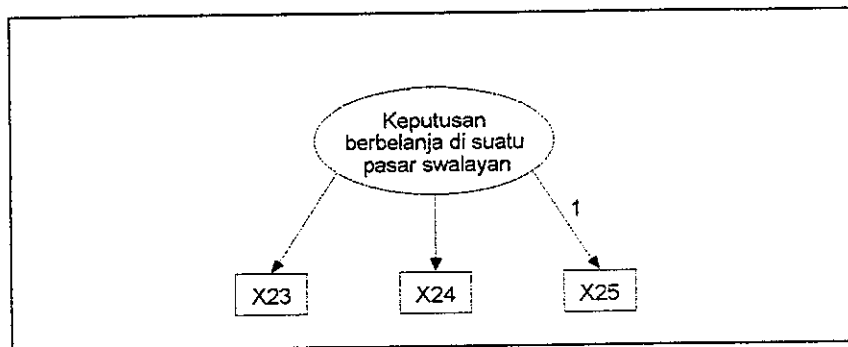 Keputusan
berbelanja di suatu
pasar swalayan
1
X23
X24
X25